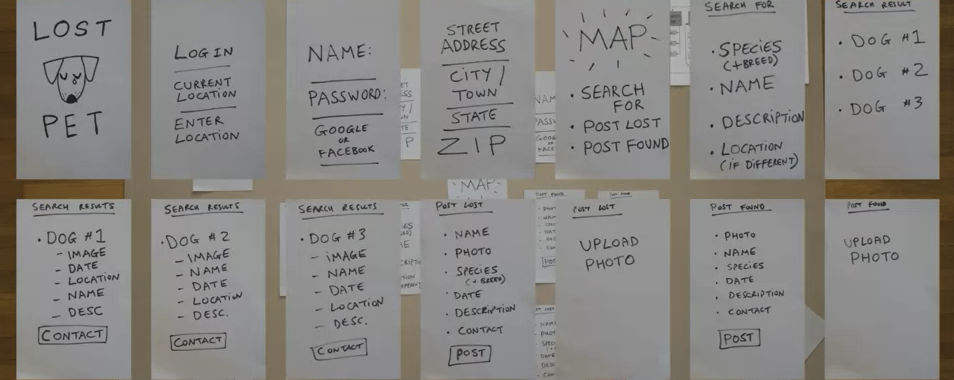 LOST
PET
LOG IN
CURRENT
LOCATION
ENTER
LOCATION
NAME:
PASSWORD:
GOOGLE
OR
FACEBOOK
STREET
ADDRESS
CITY/
TOWN
STATE
ZIP
MAP
• SEARCH
FOR
• POST LOST
• POST FOUND
SEARCH FOR
• SPECIES
(+BREED)
• NAME
• DESCRIPTION
• LOCATION
(IF DIFFERENT)
SEARCH RESULT
• DOG #1
• DOG #2
• DOG #3
SEARCH RESULTS
• DOG #1
- IMAGE
- DATE
- LOCATION
- NAME
- DESC
CONTACT
SEARCH RESULTS
• DOG #2
- IMAGE
- NAME
- DATE
- LOCATION
- DESC.
CONTACT
SEARCH RESULTS
• DOG #3
- IMAGE
- NAME
- DATE
- LOCATION
- DESC.
CONTACT
POST LOST
• NAME
• PHOTO
• SPECIES
(+BREED)
• DATE
• DESCRIPTION
• CONTACT
POST
POST LOST
UPLOAD
PHOTO
POST FOUND
• PHOTO
• NAME
• SPECIES
• DATE
• DESCRIPTION
• CONTACT
POST
POST FOUND
UPLOAD
PHOTO
MAP